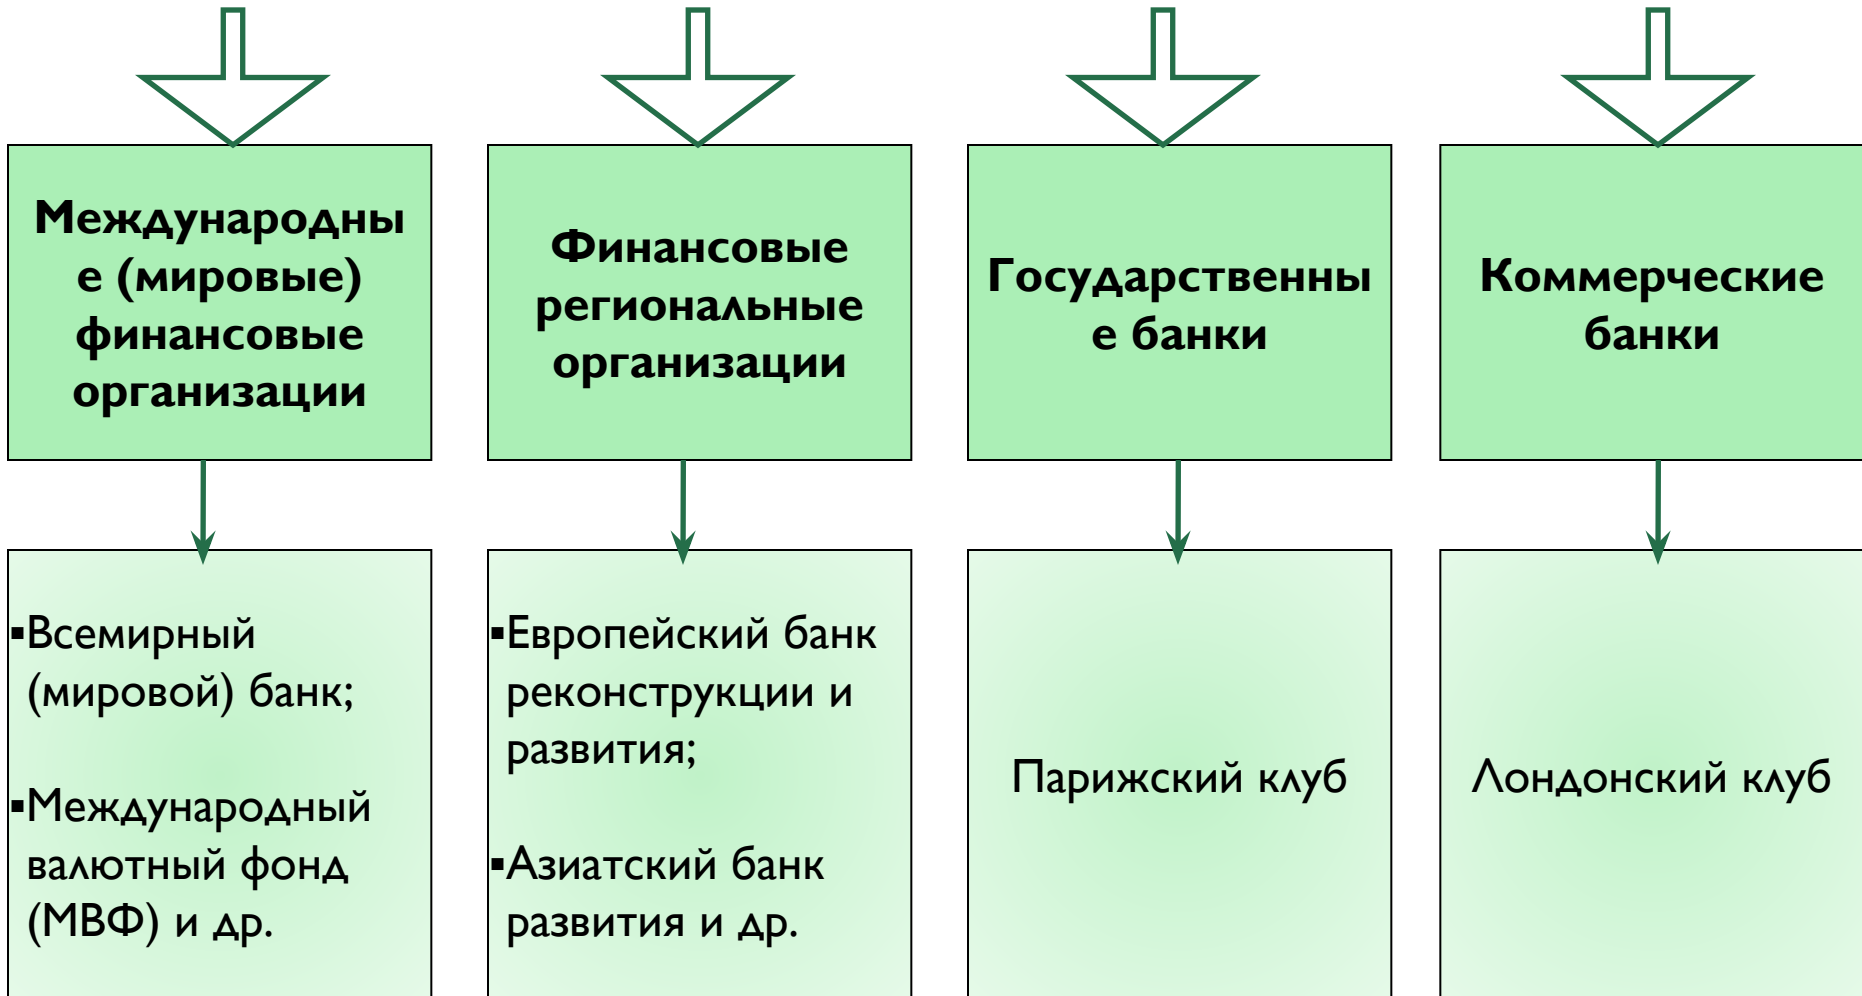 Международны
е (мировые)
финансовые
организации
Финансовые
региональные
организации
Государственны
е банки
Коммерческие
банки
▪Всемирный
(мировой) банк;
▪Международный
валютный фонд
(МВФ) и др.
▪Европейский банк
реконструкции и
развития;
▪Азиатский банк
развития и др.
Парижский клуб
Лондонский клуб